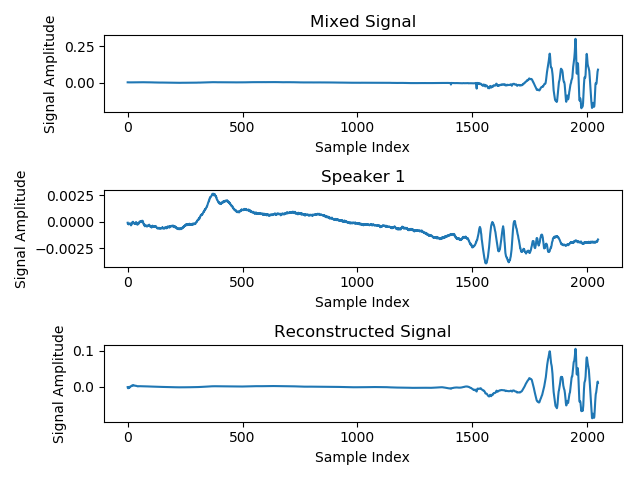 Mixed Signal
Signal Amplitude
0.25
0.00
0 500 1000 1500 2000
Sample Index
Speaker 1
Signal Amplitude
0.0025
0.0000
−0.0025
0 500 1000 1500 2000
Sample Index
Reconstructed Signal
Signal Amplitude
0.1
0.0
0 500 1000 1500 2000
Sample Index